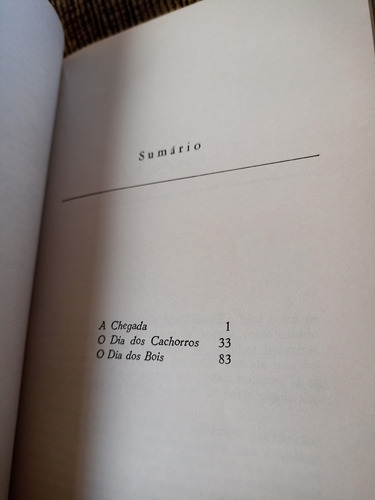 Sumário
A Chegada 1
O Dia dos Cachorros 33
O Dia dos Bois 83